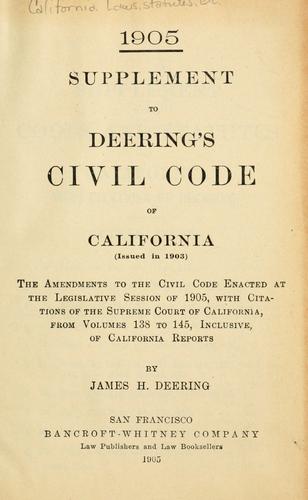 California. Laws, statutes, etc.
1905
SUPPLEMENT
TO
DEERING'S
CIVIL CODE
OF
CALIFORNIA
(Issued in 1903)
THE AMENDMENTS TO THE CIVIL CODE ENACTED AT
THE LEGISLATIVE SESSION OF 1905, WITH CITA-
TIONS OF THE SUPREME COURT OF CALIFORNIA,
FROM VOLUMES 138 TO 145, INCLUSIVE,
OF CALIFORNIA REPORTS
BY
JAMES H. DEERING
SAN FRANCISCO
BANCROFT-WHITNEY COMPANY
Law Publishers and Law Booksellers
1905